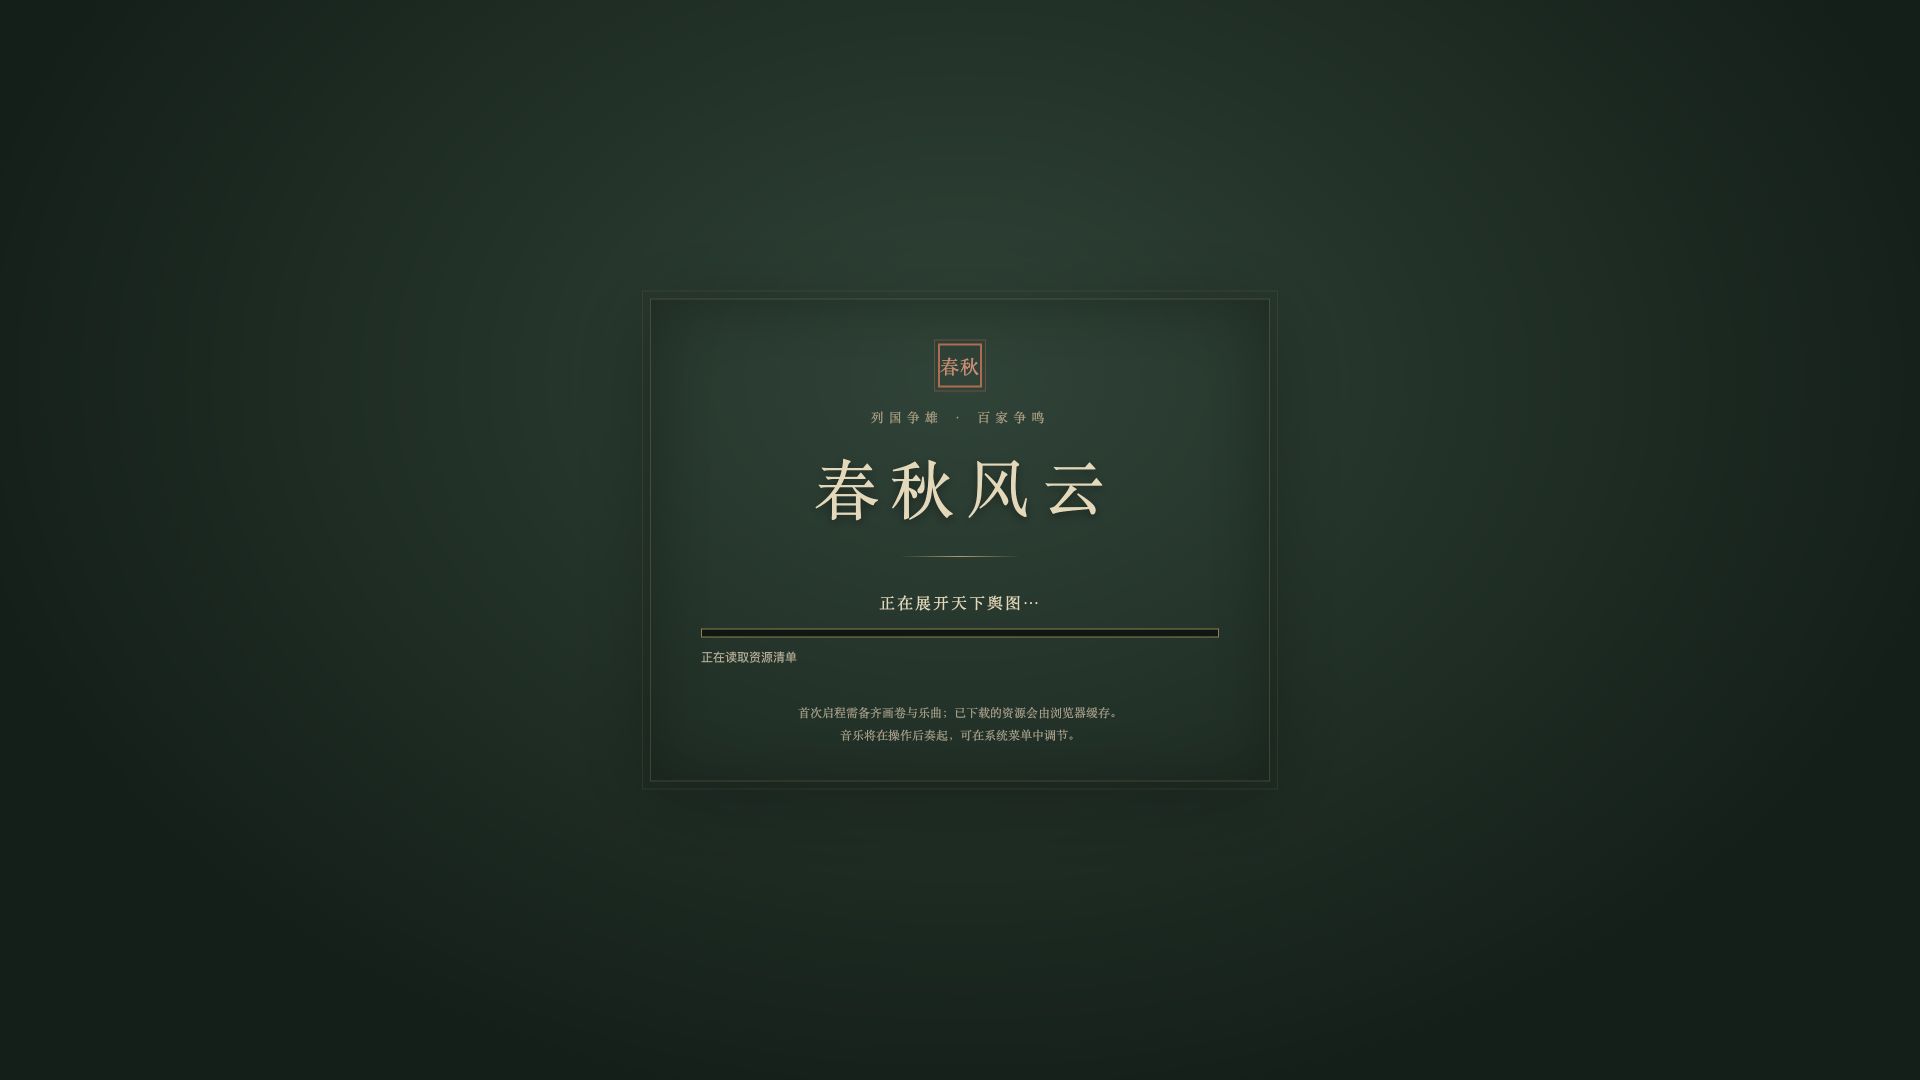 春秋
列国争雄 · 百家争鸣
春秋风云
正在展开天下舆图…
正在读取资源清单
首次启程需备齐画卷与乐曲；已下载的资源会由浏览器缓存。
音乐将在操作后奏起，可在系统菜单中调节。